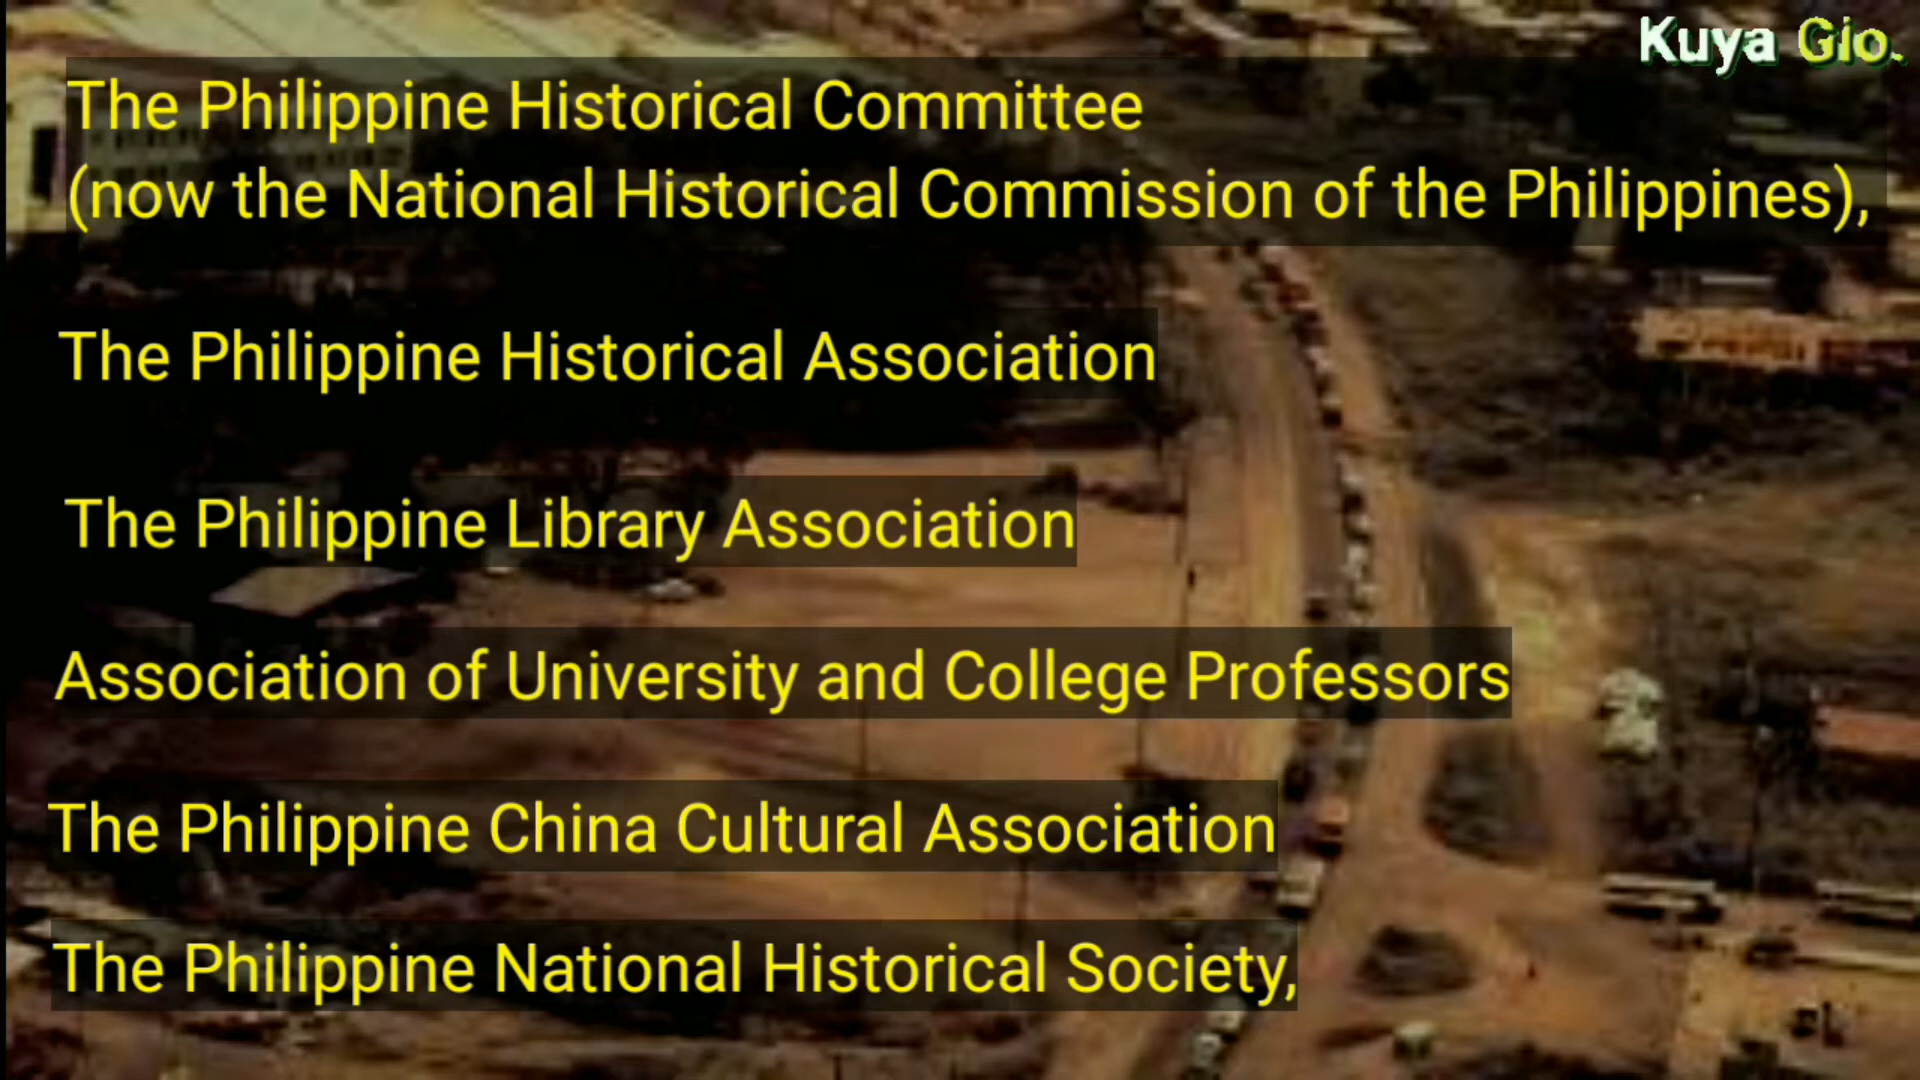 Kuya Gio.
The Philippine Historical Committee
(now the National Historical Commission of the Philippines),
The Philippine Historical Association
The Philippine Library Association
Association of University and College Professors
The Philippine China Cultural Association
The Philippine National Historical Society,